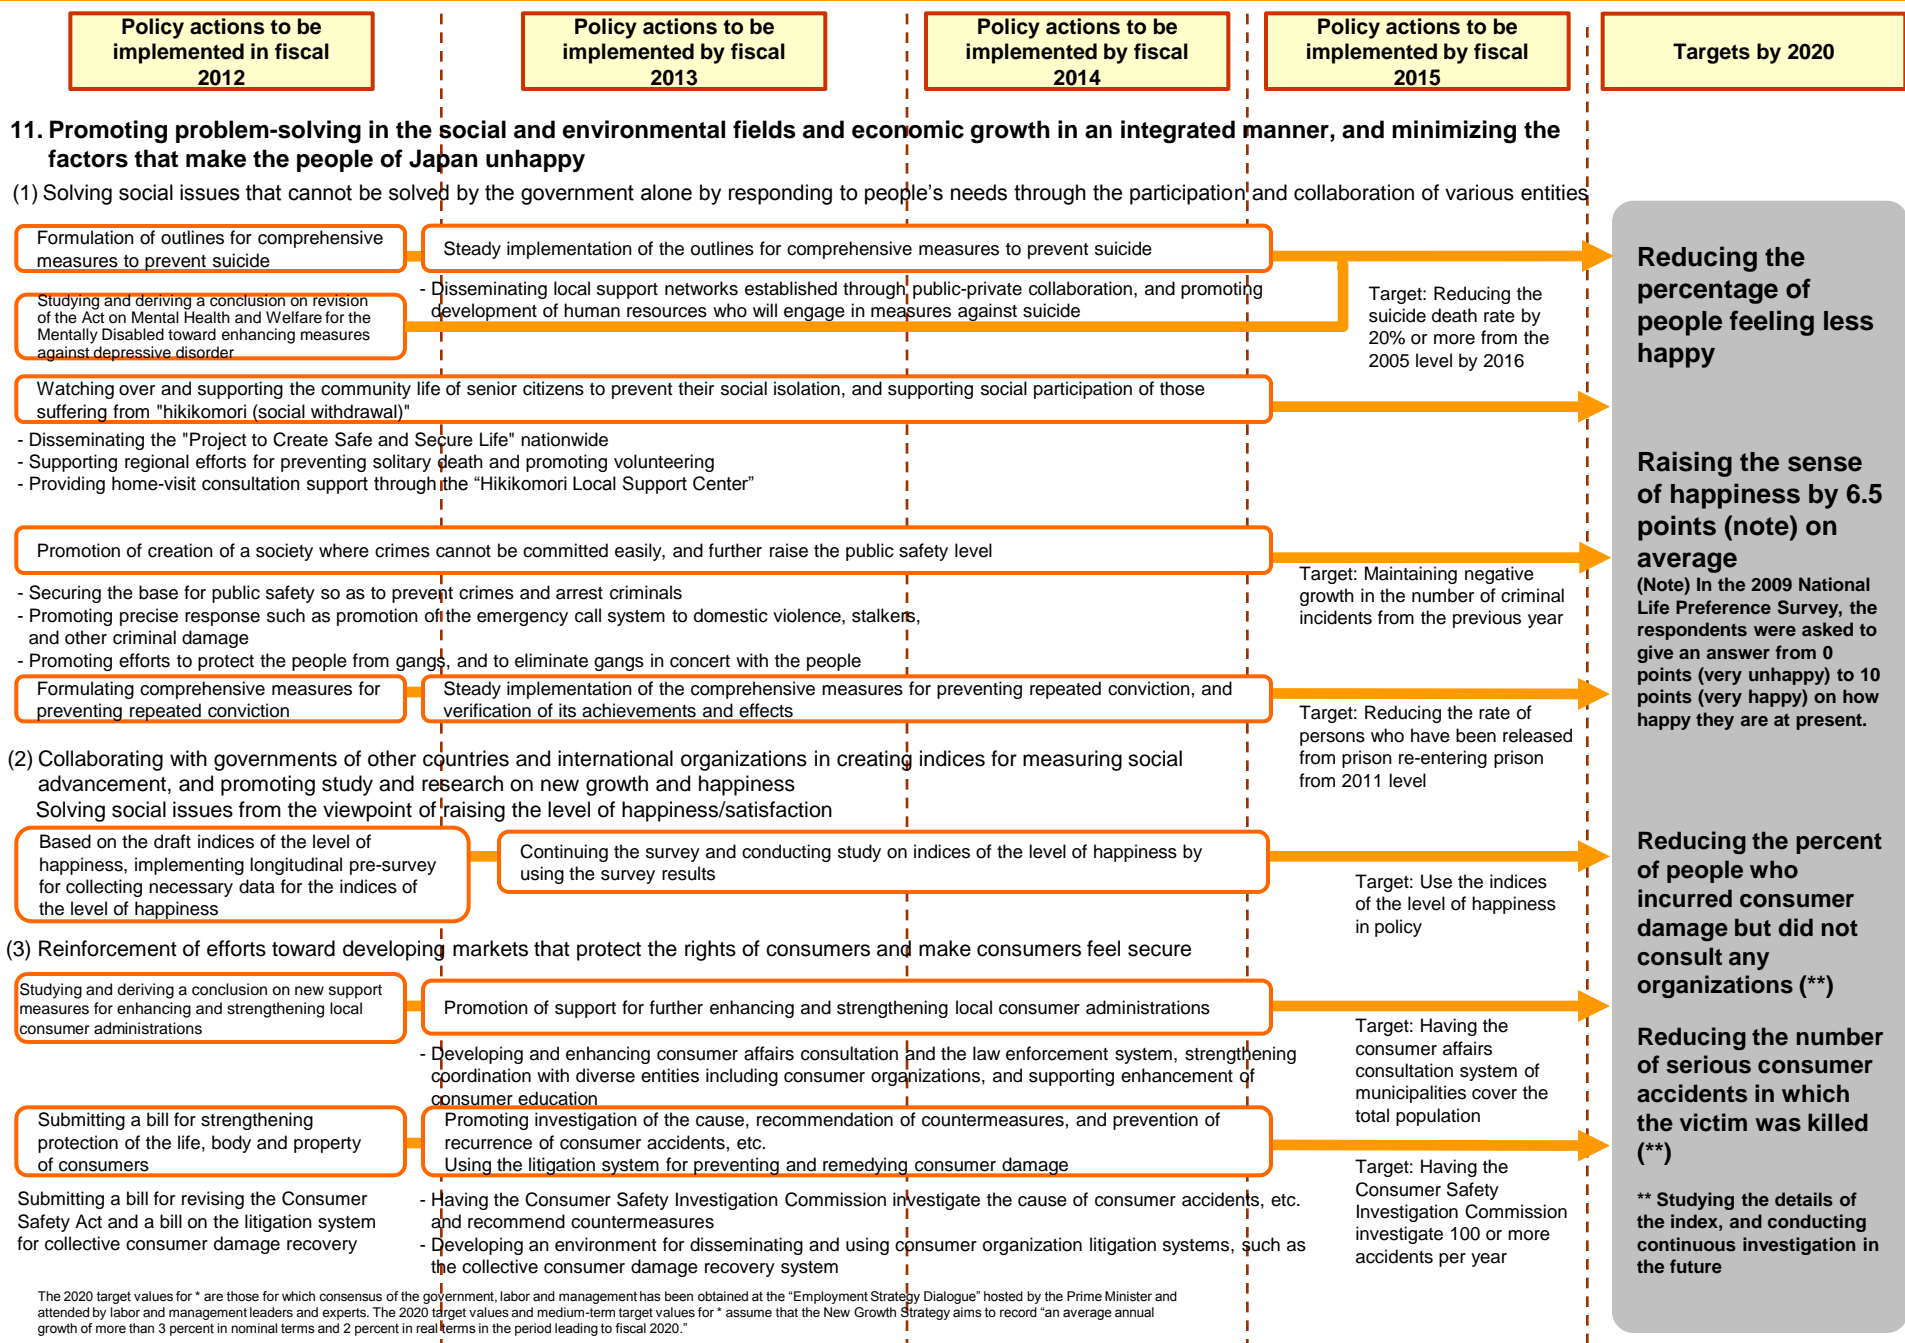 Policy actions to be
implemented in fiscal
2012
Policy actions to be
implemented by fiscal
2013
Policy actions to be
implemented by fiscal
2014
Policy actions to be
implemented by fiscal
2015
Targets by 2020
11. Promoting problem-solving in the social and environmental fields and economic growth in an integrated manner, and minimizing the
factors that make the people of Japan unhappy
(1) Solving social issues that cannot be solved by the government alone by responding to people's needs through the participation and collaboration of various entities
Formulation of outlines for comprehensive
measures to prevent suicide
Steady implementation of the outlines for comprehensive measures to prevent suicide
- Disseminating local support networks established through public-private collaboration, and promoting
development of human resources who will engage in measures against suicide
Studying and deriving a conclusion on revision
of the Act on Mental Health and Welfare for the
Mentally Disabled toward enhancing measures
against depressive disorder
Target: Reducing the
suicide death rate by
20% or more from the
2005 level by 2016
Watching over and supporting the community life of senior citizens to prevent their social isolation, and supporting social participation of those
suffering from "hikikomori (social withdrawal)"
- Disseminating the "Project to Create Safe and Secure Life" nationwide
- Supporting regional efforts for preventing solitary death and promoting volunteering
- Providing home-visit consultation support through the “Hikikomori Local Support Center”
Promotion of creation of a society where crimes cannot be committed easily, and further raise the public safety level
- Securing the base for public safety so as to prevent crimes and arrest criminals
- Promoting precise response such as promotion of the emergency call system to domestic violence, stalkers,
and other criminal damage
- Promoting efforts to protect the people from gangs, and to eliminate gangs in concert with the people
Target: Maintaining negative
growth in the number of criminal
incidents from the previous year
Formulating comprehensive measures for
preventing repeated conviction
Steady implementation of the comprehensive measures for preventing repeated conviction, and
verification of its achievements and effects
Target: Reducing the rate of
persons who have been released
from prison re-entering prison
from 2011 level
(2) Collaborating with governments of other countries and international organizations in creating indices for measuring social
advancement, and promoting study and research on new growth and happiness
Solving social issues from the viewpoint of raising the level of happiness/satisfaction
Based on the draft indices of the level of
happiness, implementing longitudinal pre-survey
for collecting necessary data for the indices of
the level of happiness
Continuing the survey and conducting study on indices of the level of happiness by
using the survey results
Target: Use the indices
of the level of happiness
in policy
(3) Reinforcement of efforts toward developing markets that protect the rights of consumers and make consumers feel secure
Studying and deriving a conclusion on new support
measures for enhancing and strengthening local
consumer administrations
Promotion of support for further enhancing and strengthening local consumer administrations
- Developing and enhancing consumer affairs consultation and the law enforcement system, strengthening
coordination with diverse entities including consumer organizations, and supporting enhancement of
consumer education
Target: Having the
consumer affairs
consultation system of
municipalities cover the
total population
Submitting a bill for strengthening
protection of the life, body and property
of consumers
Promoting investigation of the cause, recommendation of countermeasures, and prevention of
recurrence of consumer accidents, etc.
Using the litigation system for preventing and remedying consumer damage
Submitting a bill for revising the Consumer
Safety Act and a bill on the litigation system
for collective consumer damage recovery
- Having the Consumer Safety Investigation Commission investigate the cause of consumer accidents, etc.
and recommend countermeasures
- Developing an environment for disseminating and using consumer organization litigation systems, such as
the collective consumer damage recovery system
Target: Having the
Consumer Safety
Investigation Commission
investigate 100 or more
accidents per year
Reducing the
percentage of
people feeling less
happy
Raising the sense
of happiness by 6.5
points (note) on
average
(Note) In the 2009 National
Life Preference Survey, the
respondents were asked to
give an answer from 0
points (very unhappy) to 10
points (very happy) on how
happy they are at present.
Reducing the percent
of people who
incurred consumer
damage but did not
consult any
organizations (**)
Reducing the number
of serious consumer
accidents in which
the victim was killed
(**)
** Studying the details of
the index, and conducting
continuous investigation in
the future
The 2020 target values for * are those for which consensus of the government, labor and management has been obtained at the “Employment Strategy Dialogue” hosted by the Prime Minister and
attended by labor and management leaders and experts. The 2020 target values and medium-term target values for * assume that the New Growth Strategy aims to record “an average annual
growth of more than 3 percent in nominal terms and 2 percent in real terms in the period leading to fiscal 2020.”